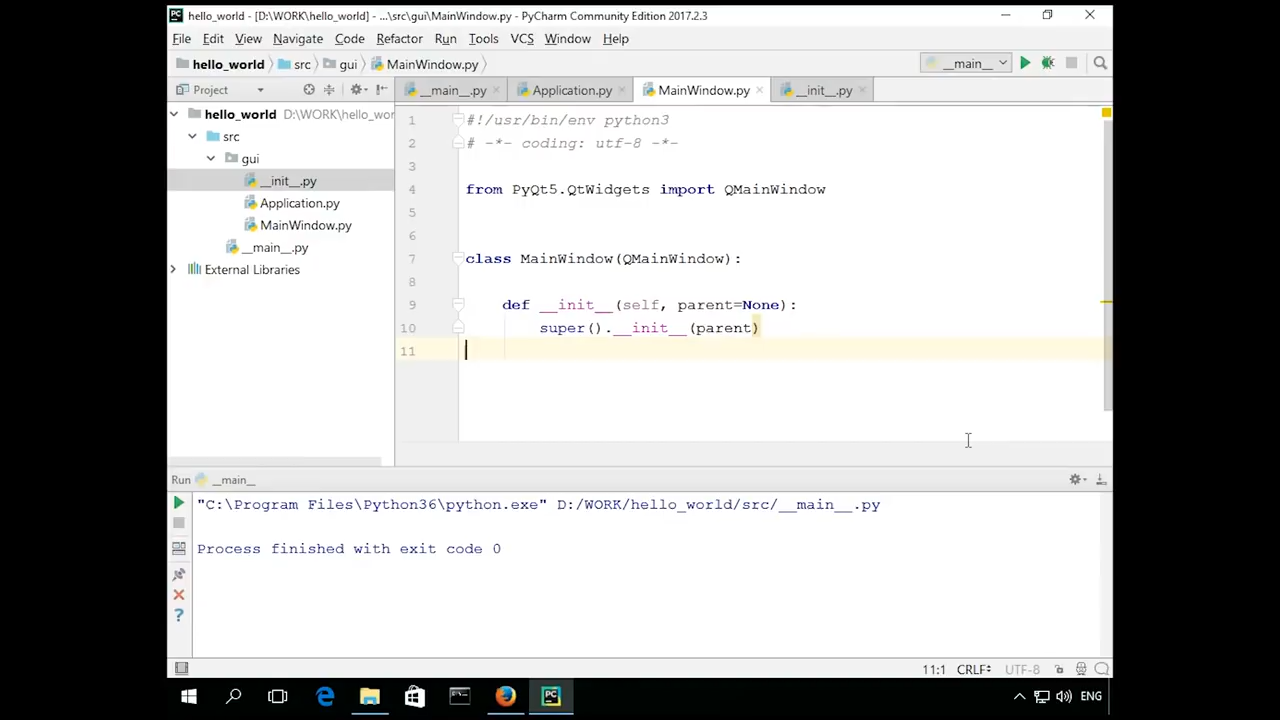 hello_world - [D:\WORK\hello_world] - ...\src\gui\MainWindow.py - PyCharm Community Edition 2017.2.3
File Edit View Navigate Code Refactor Run Tools VCS Window Help
hello_world src gui MainWindow.py __main__
Project __main__.py Application.py MainWindow.py __init__.py
hello_world D:\WORK\hello_wor
src
gui
__init__.py
Application.py
MainWindow.py
__main__.py
External Libraries
1 #!/usr/bin/env python3
2 # -*- coding: utf-8 -*-
3
4 from PyQt5.QtWidgets import QMainWindow
5
6
7 class MainWindow(QMainWindow):
8
9 def __init__(self, parent=None):
10 super().__init__(parent)
11
Run __main__
"C:\Program Files\Python36\python.exe" D:/WORK/hello_world/src/__main__.py
Process finished with exit code 0
11:1 CRLF UTF-8
ENG